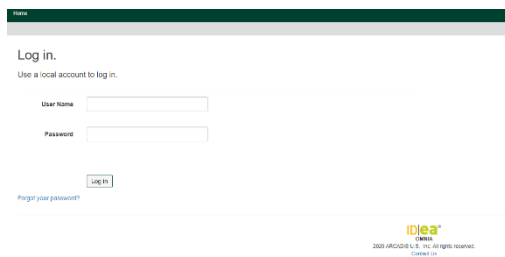 Home
Log in.
Use a local account to log in.
User Name
Password
Log in
Forgot your password?
IDea
OMNIA
2020 ARCADIS U.S., Inc. All rights reserved.
Contact Us